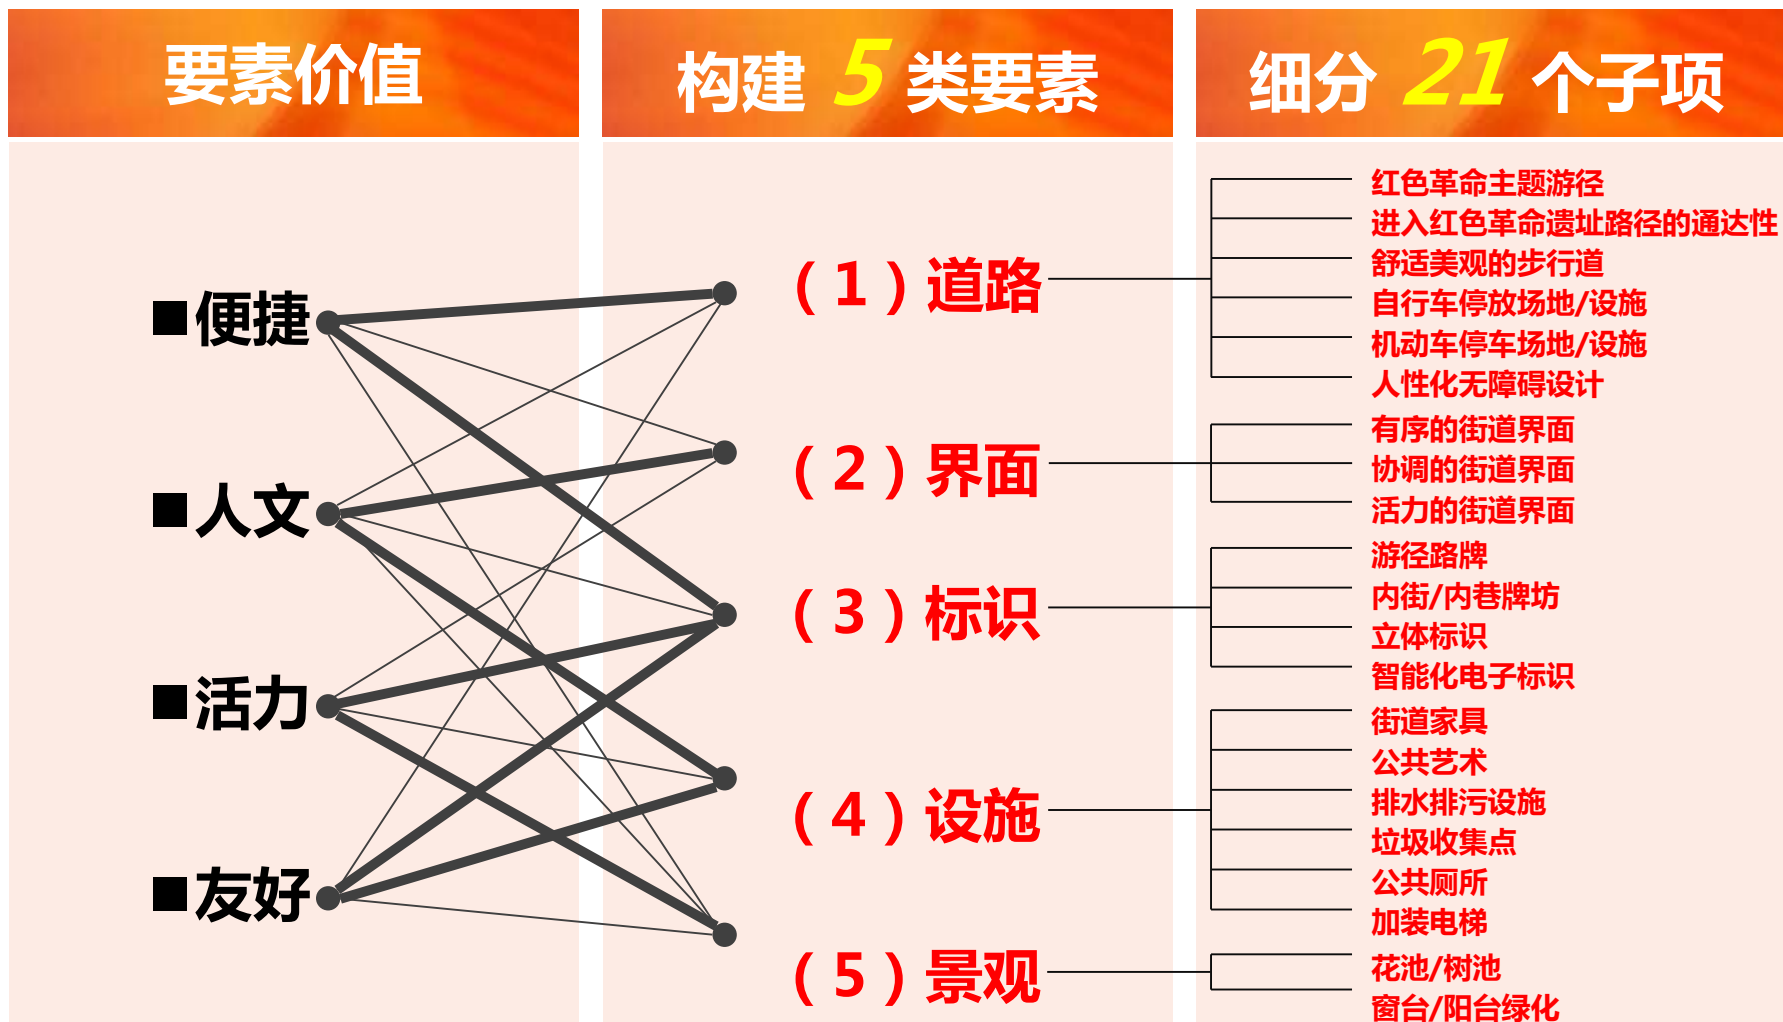 要素价值
构建 5 类要素
细分 21 个子项
■便捷
■人文
■活力
■友好
（1）道路
（2）界面
（3）标识
（4）设施
（5）景观
红色革命主题游径
进入红色革命遗址路径的通达性
舒适美观的步行道
自行车停放场地/设施
机动车停车场地/设施
人性化无障碍设计
有序的街道界面
协调的街道界面
活力的街道界面
游径路牌
内街/内巷牌坊
立体标识
智能化电子标识
街道家具
公共艺术
排水排污设施
垃圾收集点
公共厕所
加装电梯
花池/树池
窗台/阳台绿化